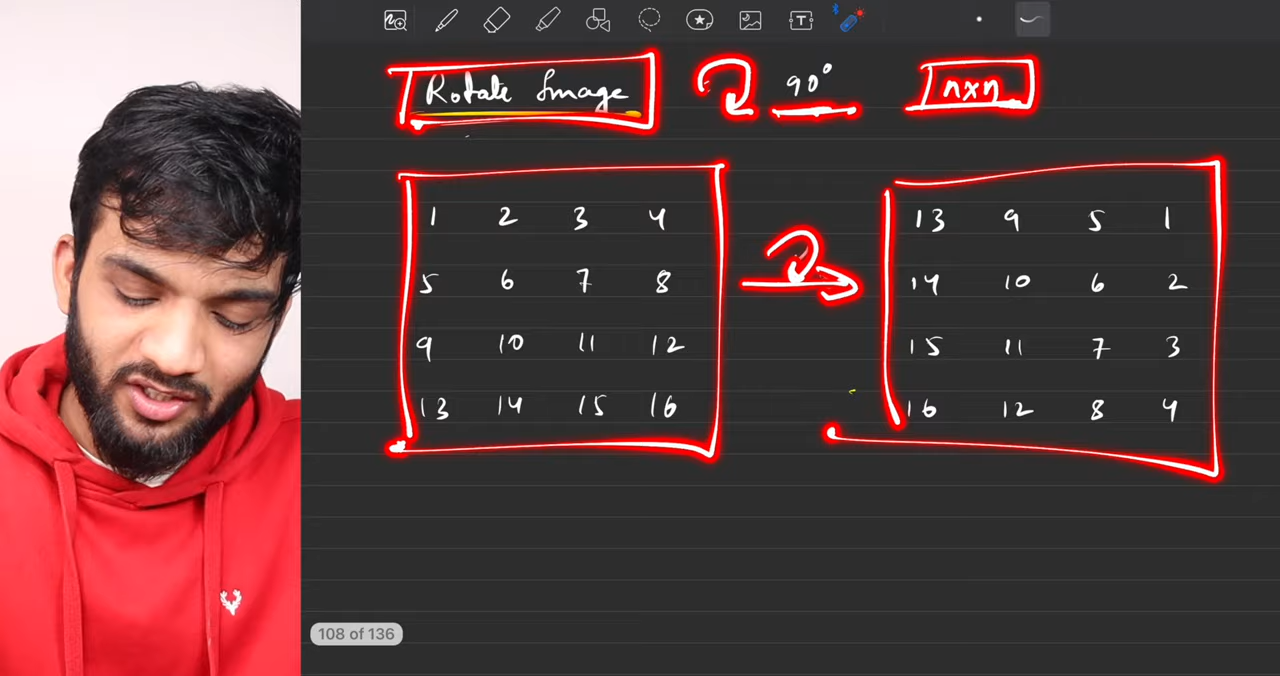 Rotate Image 90° nxn
1 2 3 4
5 6 7 8
9 10 11 12
13 14 15 16
13 9 5 1
14 10 6 2
15 11 7 3
16 12 8 4
108 of 136